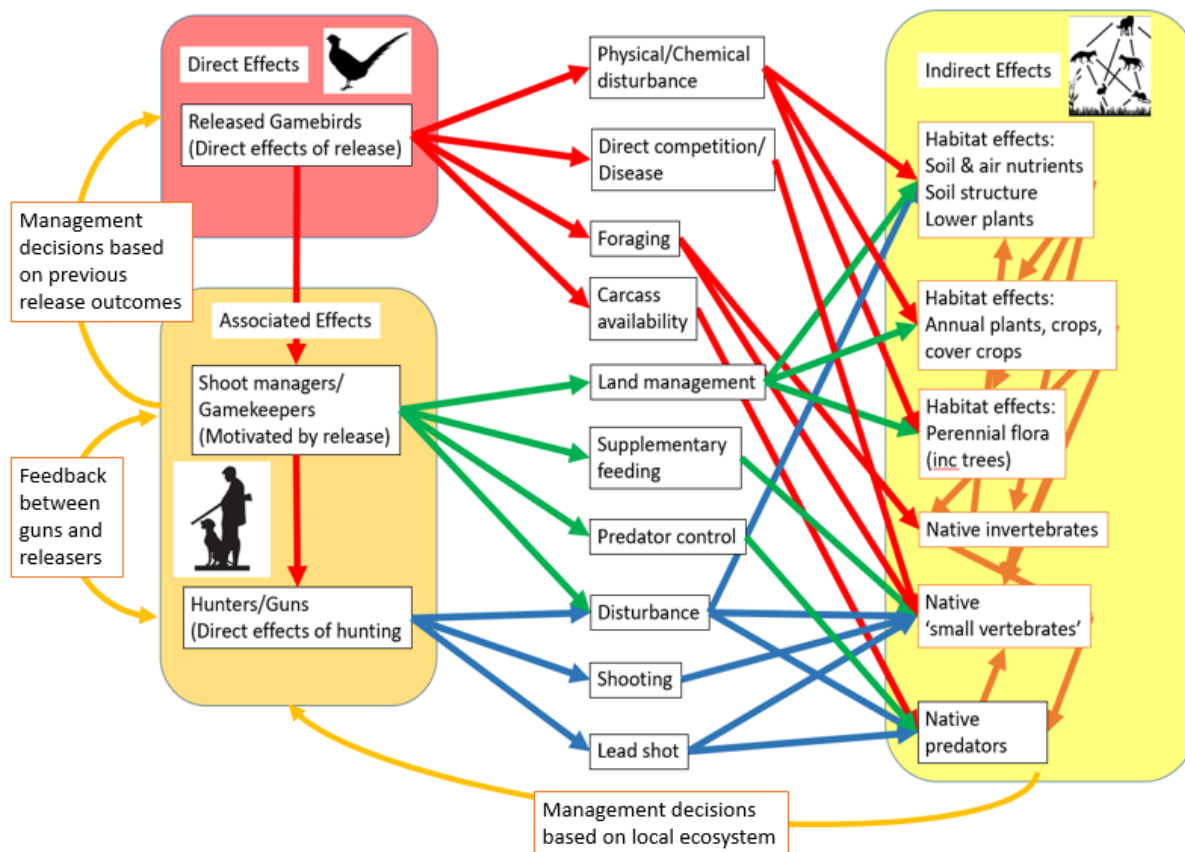 Direct Effects
Released Gamebirds
(Direct effects of release)
Management
decisions based
on previous
release outcomes
Associated Effects
Shoot managers/
Gamekeepers
(Motivated by release)
Feedback
between
guns and
releasers
Hunters/Guns
(Direct effects of hunting
Physical/Chemical
disturbance
Direct competition/
Disease
Foraging
Carcass
availability
Land management
Supplementary
feeding
Predator control
Disturbance
Shooting
Lead shot
Management decisions
based on local ecosystem
Indirect Effects
Habitat effects:
Soil & air nutrients
Soil structure
Lower plants
Habitat effects:
Annual plants, crops,
cover crops
Habitat effects:
Perennial flora
(inc trees)
Native invertebrates
Native
‘small vertebrates’
Native
predators